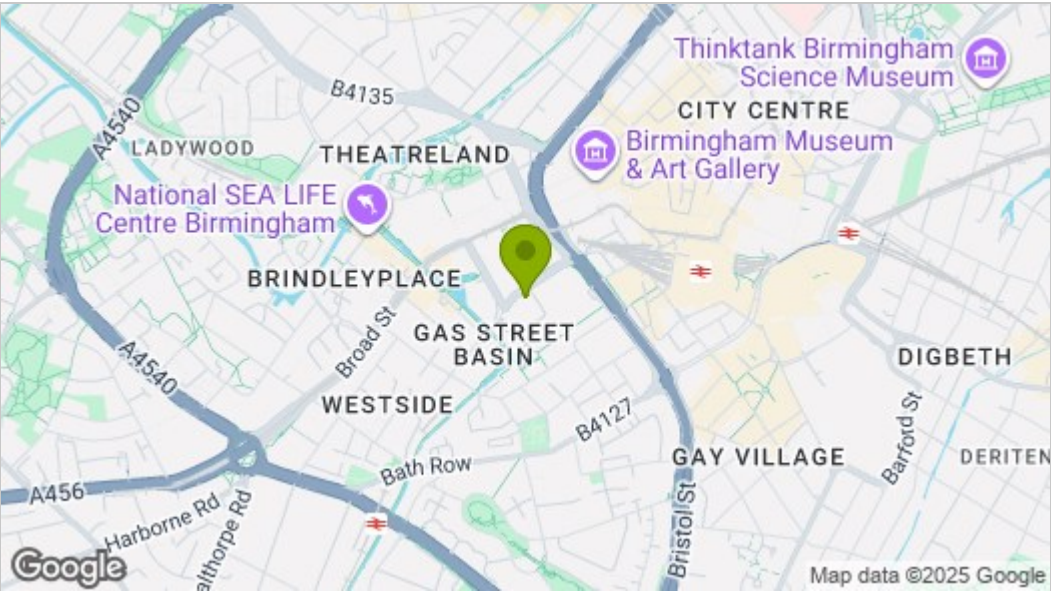 Thinktank Birmingham
Science Museum
B4135
CITY CENTRE
A4540
LADYWOOD
THEATRELAND
Birmingham Museum
& Art Gallery
National SEA LIFE
Centre Birmingham
BRINDLEYPLACE
GAS STREET
BASIN
Broad St
DIGBETH
A4540
WESTSIDE
B4127
Barford St
GAY VILLAGE
DERITEN
Bath Row
A456
Harborne Rd
althorpe Rd
Bristol St
Google
Map data ©2025 Google